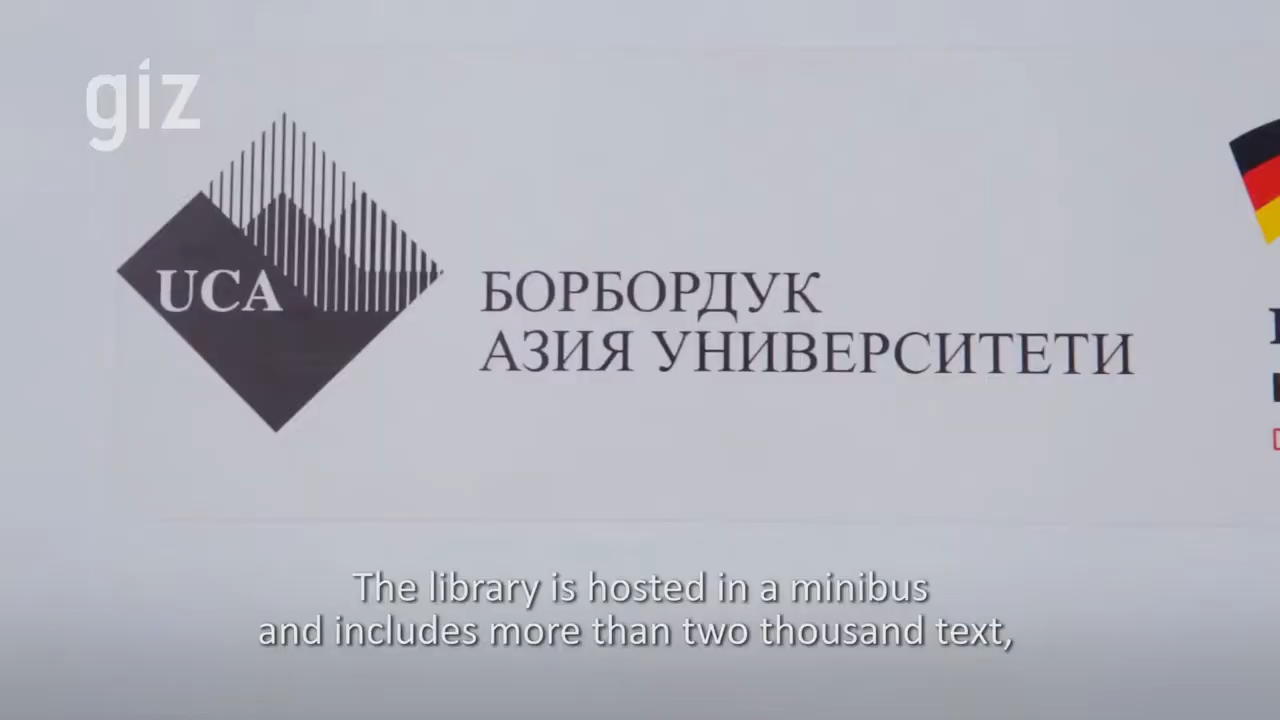 giz
UCA
БОРБОРДУК
АЗИЯ УНИВЕРСИТЕТИ
The library is hosted in a minibus
and includes more than two thousand text,